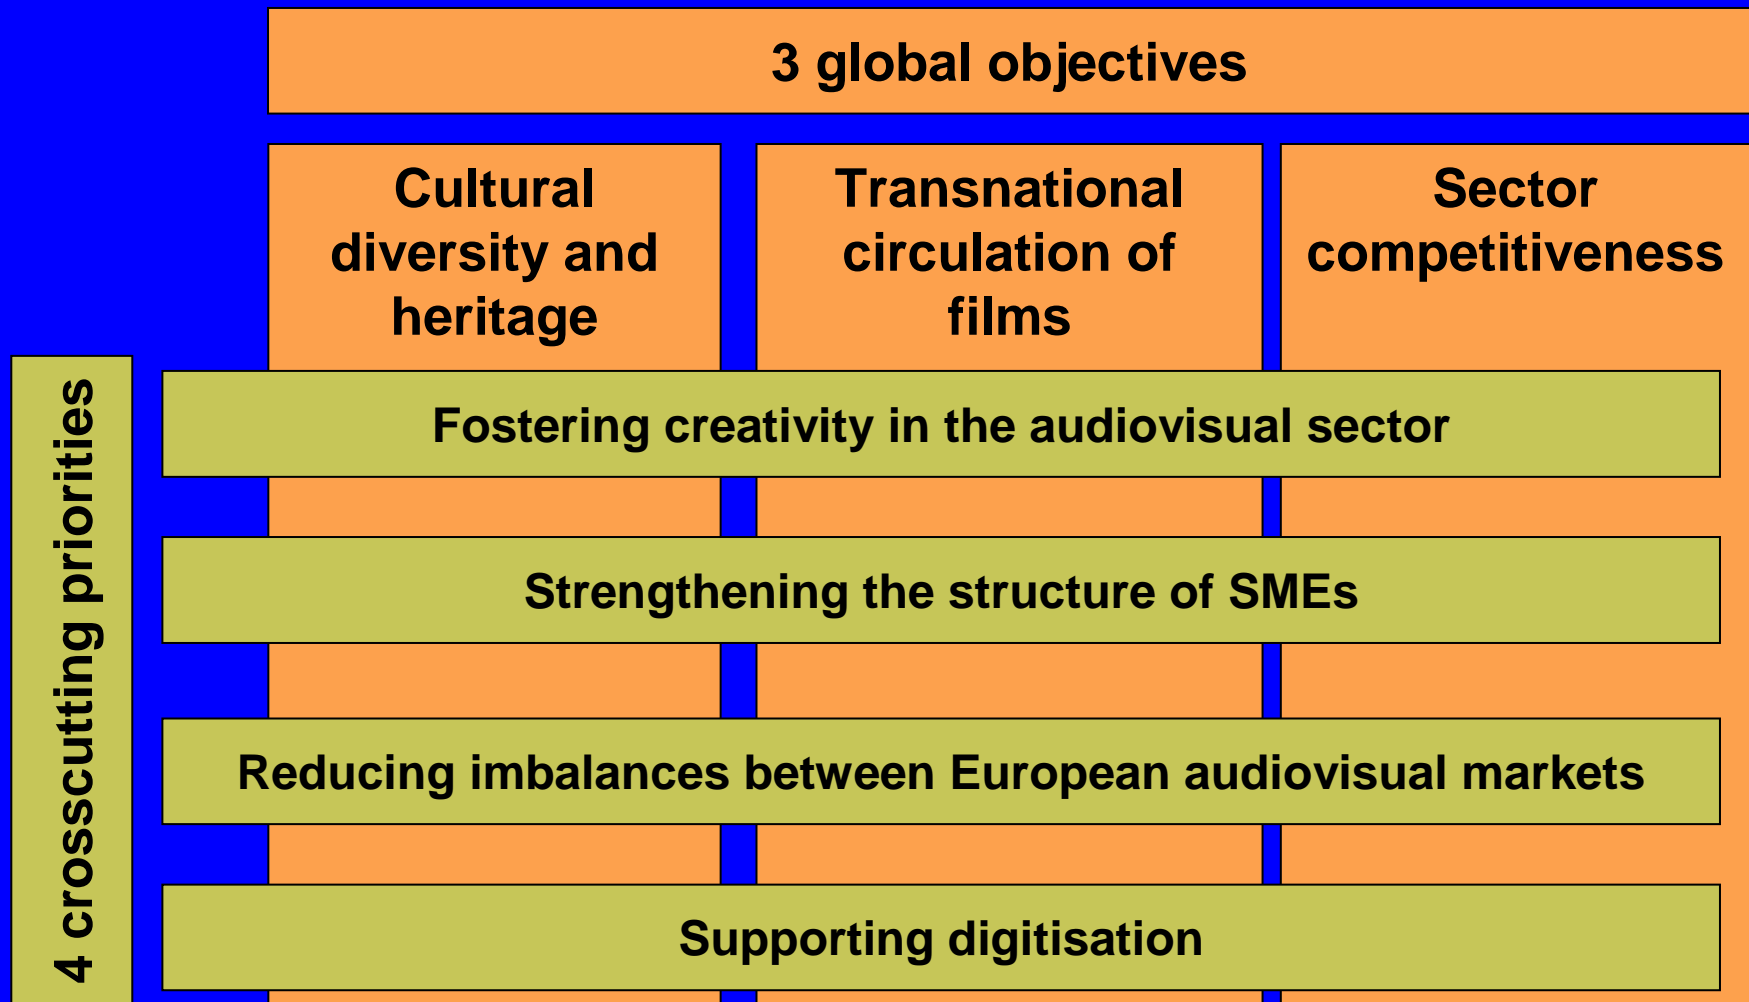 3 global objectives
Cultural
diversity and
heritage
Transnational
circulation of
films
Sector
competitiveness
4 crosscutting priorities
Fostering creativity in the audiovisual sector
Strengthening the structure of SMEs
Reducing imbalances between European audiovisual markets
Supporting digitisation